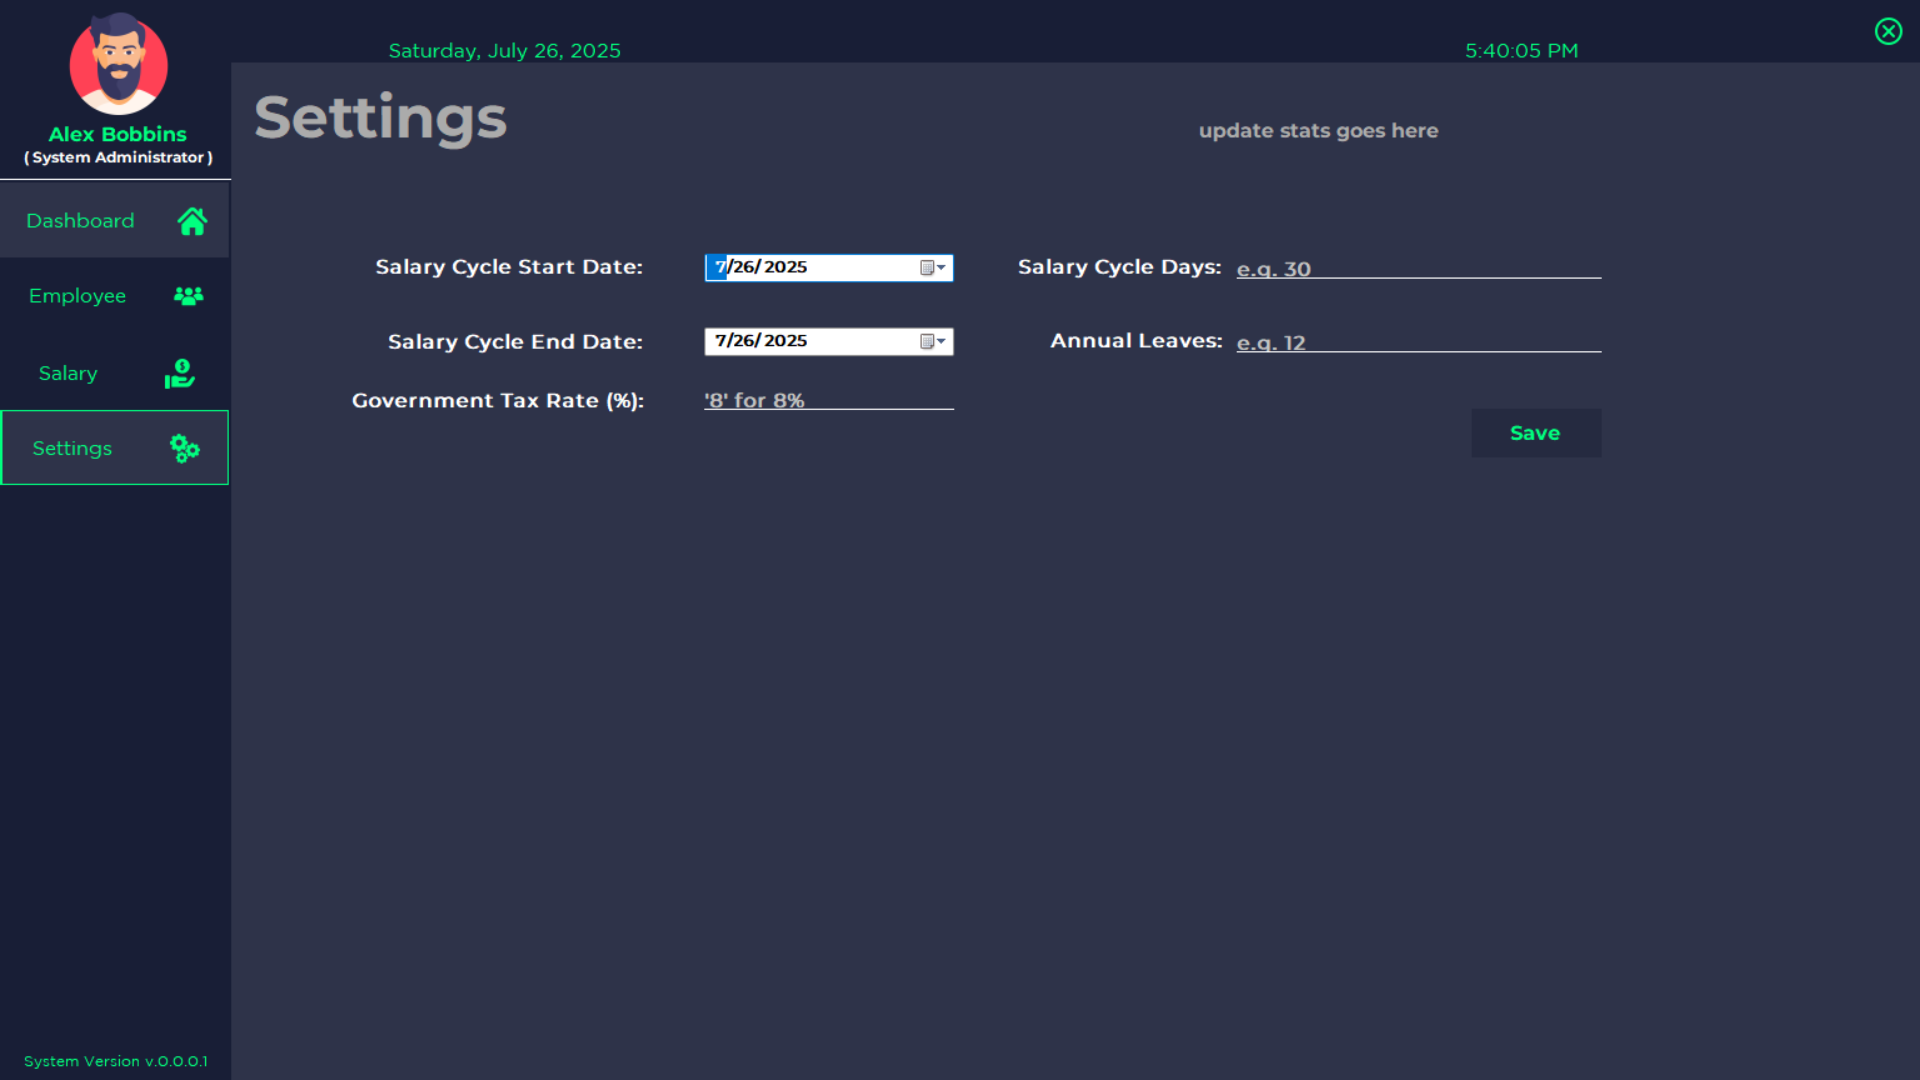 Saturday, July 26, 2025
5:40:05 PM
Alex Bobbins
( System Administrator )
Dashboard
Employee
Salary
Settings
System Version v.0.0.0.1
Settings
update stats goes here
Salary Cycle Start Date:
7/26/2025
Salary Cycle Days:
e.g. 30
Salary Cycle End Date:
7/26/2025
Annual Leaves:
e.g. 12
Government Tax Rate (%):
'8' for 8%
Save